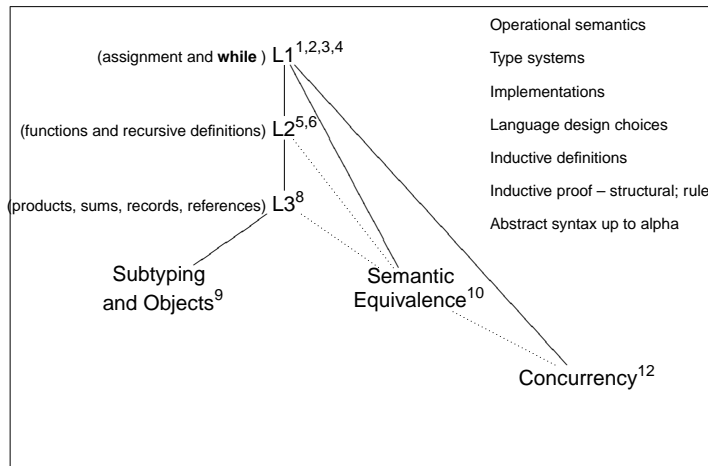 (assignment and while ) L1 1,2,3,4
(functions and recursive definitions) L2 5,6
(products, sums, records, references) L3 8
Subtyping
and Objects 9
Semantic
Equivalence 10
Concurrency 12
Operational semantics
Type systems
Implementations
Language design choices
Inductive definitions
Inductive proof – structural; rule
Abstract syntax up to alpha